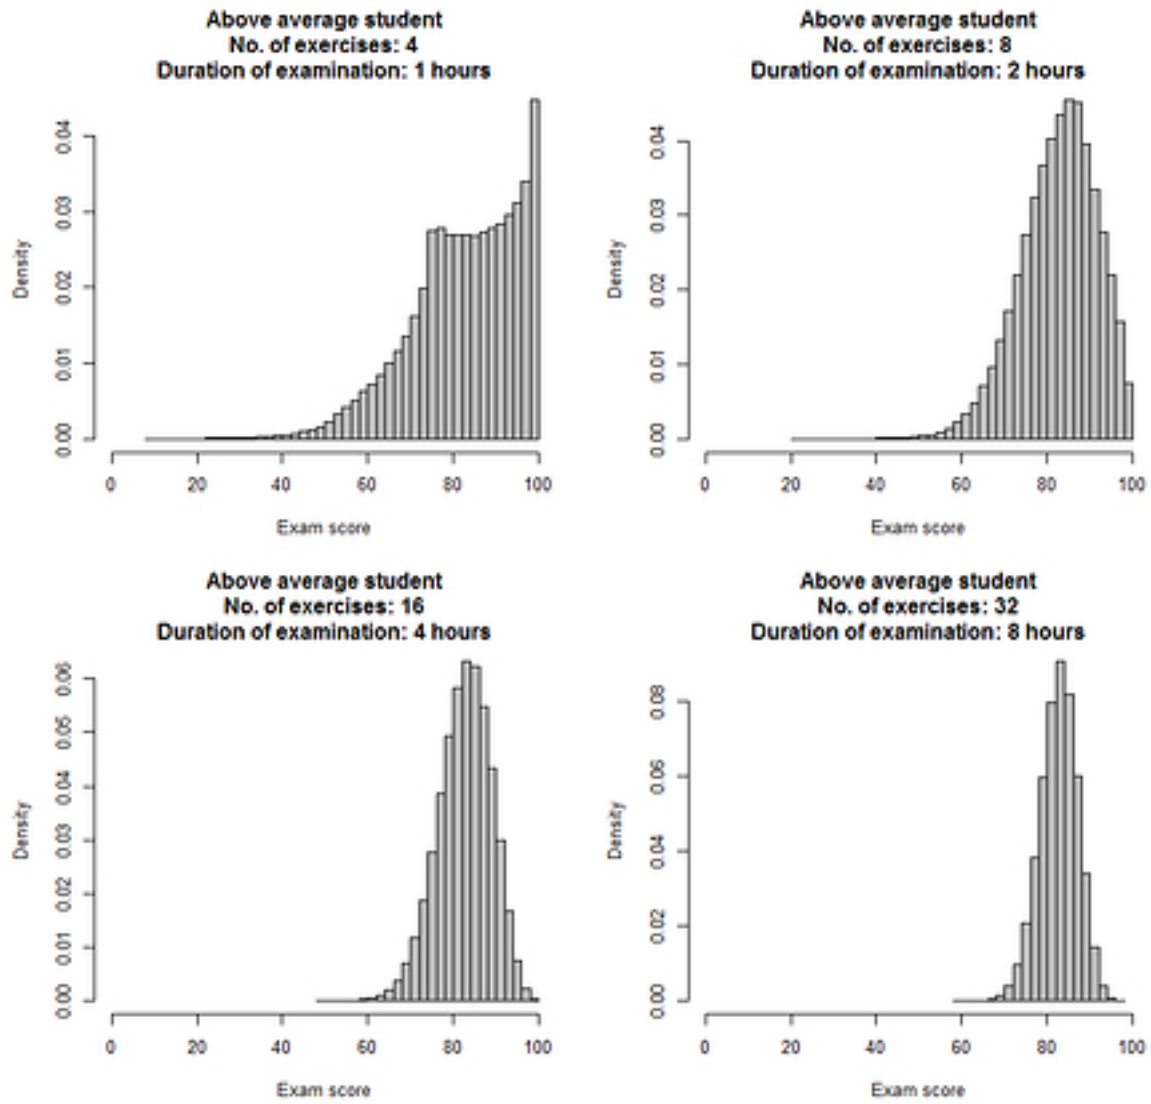 Above average student
No. of exercises: 4
Duration of examination: 1 hours
Density
0.04
0.03
0.02
0.01
0.00
0 20 40 60 80 100
Exam score
Above average student
No. of exercises: 8
Duration of examination: 2 hours
Density
0.04
0.03
0.02
0.01
0.00
0 20 40 60 80 100
Exam score
Above average student
No. of exercises: 16
Duration of examination: 4 hours
Density
0.06
0.05
0.04
0.03
0.02
0.01
0.00
0 20 40 60 80 100
Exam score
Above average student
No. of exercises: 32
Duration of examination: 8 hours
Density
0.08
0.06
0.04
0.02
0.00
0 20 40 60 80 100
Exam score